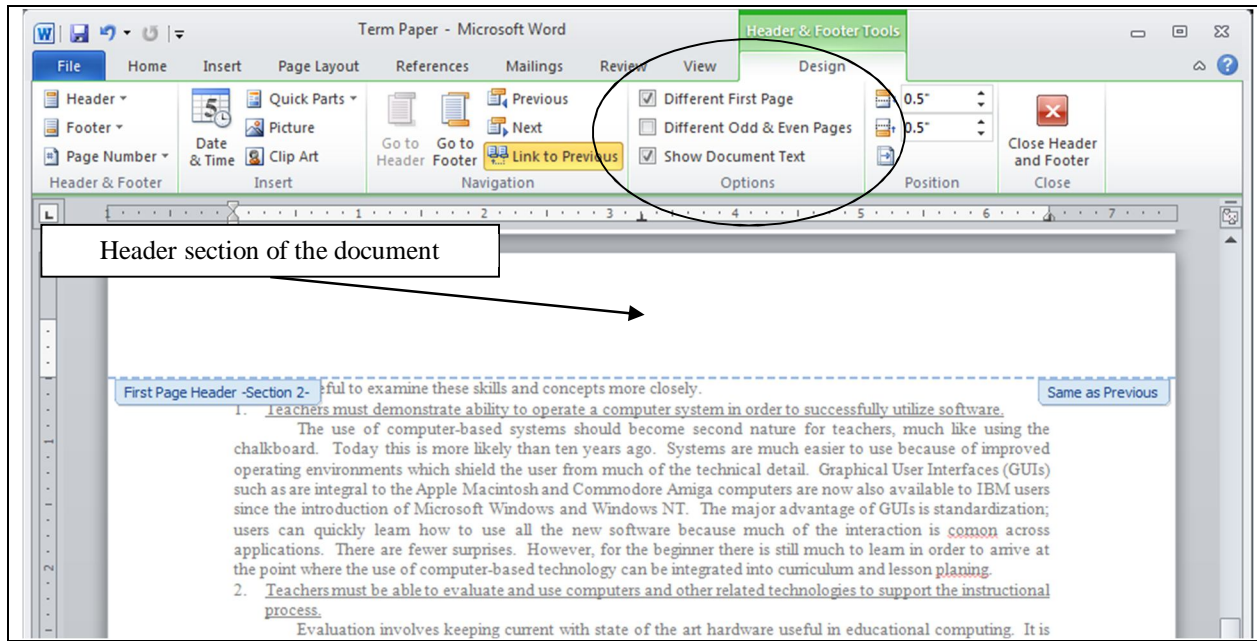 Term Paper - Microsoft Word
Header & Footer Tools
File Home Insert Page Layout References Mailings Review View Design
Header Quick Parts Previous Different First Page 0.5"
Footer Picture Next Different Odd & Even Pages 0.5"
Page Number Date & Time Clip Art Go to Header Go to Footer Link to Previous Show Document Text Close Header and Footer
Header & Footer Insert Navigation Options Position Close
1 1 2 3 4 5 6 7
Header section of the document
First Page Header -Section 2- eful to examine these skills and concepts more closely. Same as Previous
1. Teachers must demonstrate ability to operate a computer system in order to successfully utilize software.
The use of computer-based systems should become second nature for teachers, much like using the
chalkboard. Today this is more likely than ten years ago. Systems are much easier to use because of improved
operating environments which shield the user from much of the technical detail. Graphical User Interfaces (GUIs)
such as are integral to the Apple Macintosh and Commodore Amiga computers are now also available to IBM users
since the introduction of Microsoft Windows and Windows NT. The major advantage of GUIs is standardization;
users can quickly learn how to use all the new software because much of the interaction is comon across
applications. There are fewer surprises. However, for the beginner there is still much to learn in order to arrive at
the point where the use of computer-based technology can be integrated into curriculum and lesson planing.
2. Teachers must be able to evaluate and use computers and other related technologies to support the instructional
process.
Evaluation involves keeping current with state of the art hardware useful in educational computing. It is